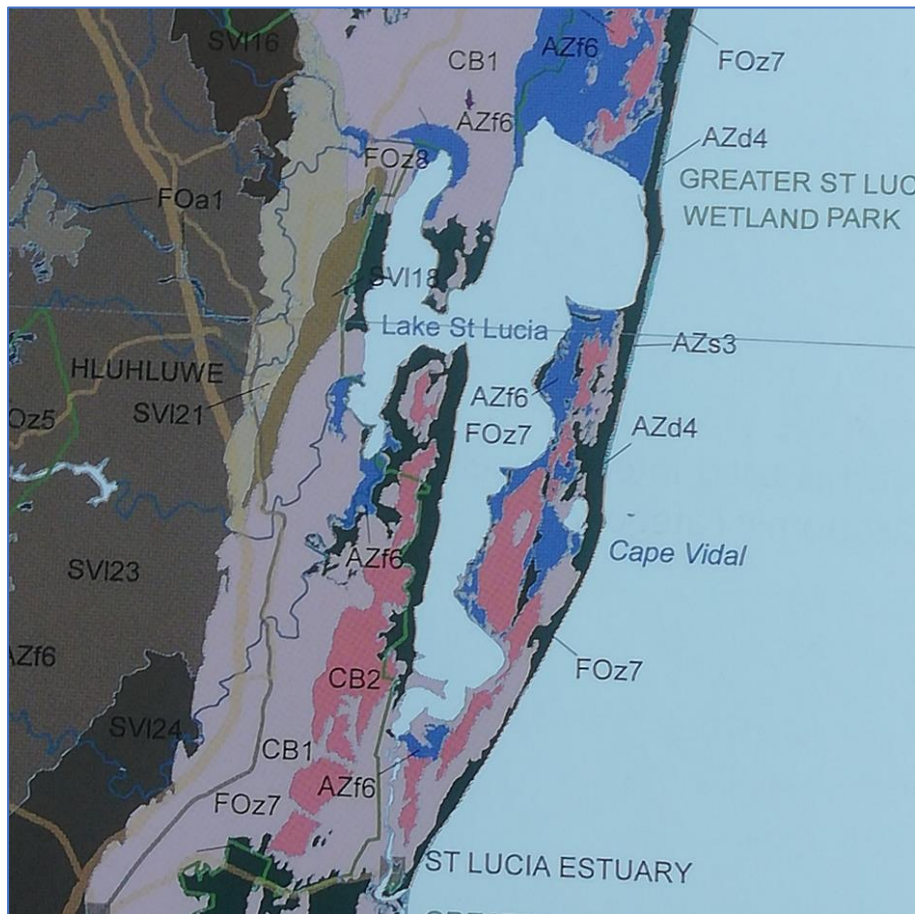 SVl16
CB1
AZf6
FOz7
AZf6
FOz8
AZd4
FOa1
GREATER ST LUC
WETLAND PARK
SVl18
Lake St Lucia
AZs3
HLUHLUWE
AZf6
SVl21
Oz5
FOz7
AZd4
AZf6
Cape Vidal
SVl23
AZf6
FOz7
CB2
SVl24
CB1
AZf6
FOz7
ST LUCIA ESTUARY